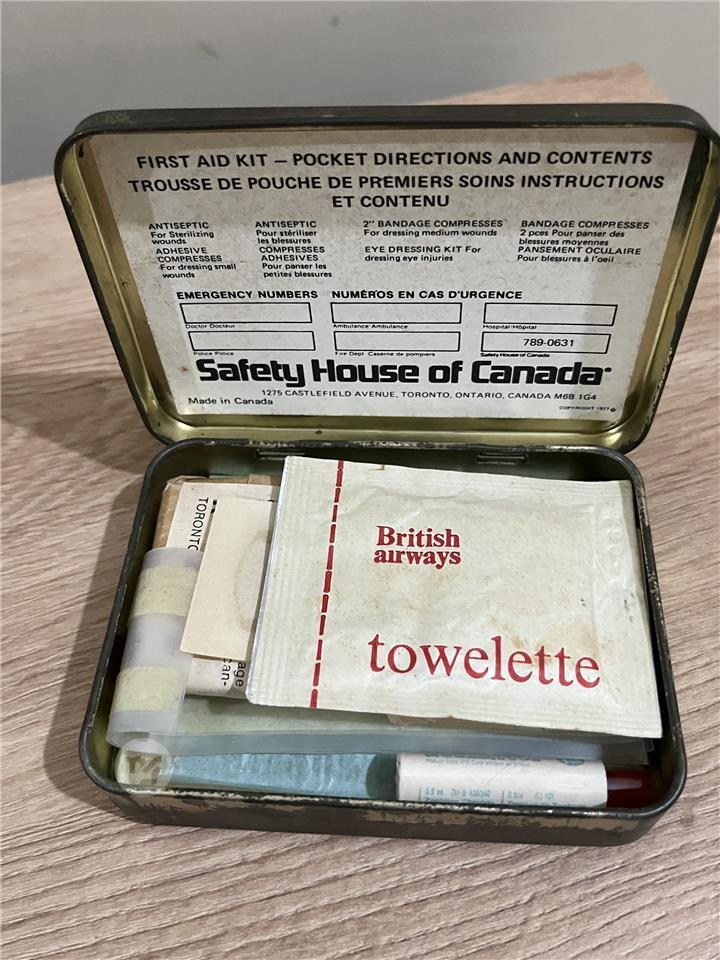 FIRST AID KIT – POCKET DIRECTIONS AND CONTENTS
TROUSSE DE POUCHE DE PREMIERS SOINS INSTRUCTIONS
ET CONTENU
ANTISEPTIC
For Sterilizing
wounds
ADHESIVE
COMPRESSES
For dressing small
wounds
ANTISEPTIC
Pour stériliser
les blessures
COMPRESSES
ADHESIVES
Pour panser les
petites blessures
2" BANDAGE COMPRESSES
For dressing medium wounds
EYE DRESSING KIT For
dressing eye injuries
BANDAGE COMPRESSES
2 pces Pour panser des
blessures moyennes
PANSEMENT OCULAIRE
Pour blessures à l'oeil
EMERGENCY NUMBERS NUMÉROS EN CAS D'URGENCE
Doctor Docteur
Ambulance Ambulance
Hospital Hôpital
789-0631
Police Police
Fire Dept Caserne de pompiers
Safety House of Canada
Safety House of Canada
1275 CASTLEFIELD AVENUE, TORONTO, ONTARIO, CANADA M6B 1G4
Made in Canada
COPYRIGHT 1977
TORONTO
British
airways
towelette
age
can-